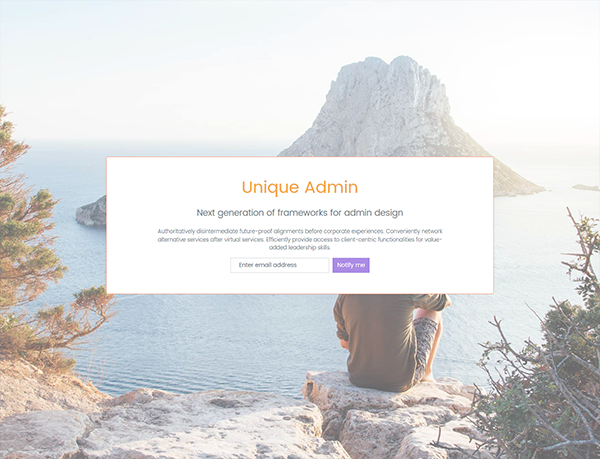 Unique Admin
Next generation of frameworks for admin design
Authoritatively disintermediate future-proof alignments before corporate experiences. Conveniently network
alternative services after virtual services. Efficiently provide access to client-centric functionalities for value-
added leadership skills.
Enter email address
Notify me